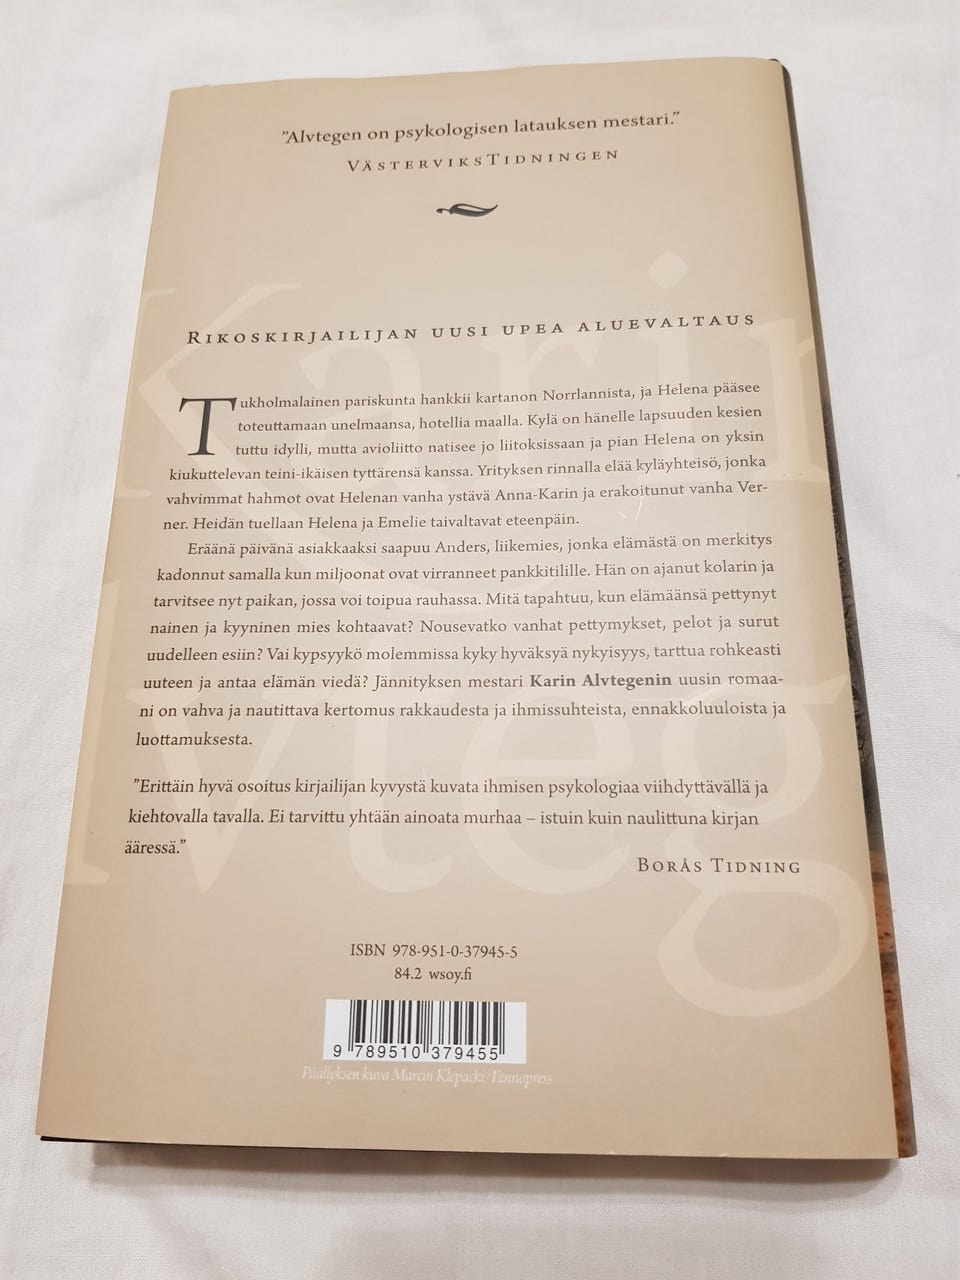 ”Alvtegen on psykologisen latauksen mestari.”
VÄSTERVIKSTIDNINGEN
RIKOSKIRJAILIJAN UUSI UPEA ALUEVALTAUS
Tukholmalainen pariskunta hankkii kartanon Norrlannista, ja Helena pääsee
toteuttamaan unelmaansa, hotellia maalla. Kylä on hänelle lapsuuden kesien
tuttu idylli, mutta avioliitto natisee jo liitoksissaan ja pian Helena on yksin
kiukuttelevan teini-ikäisen tyttärensä kanssa. Yrityksen rinnalla elää kyläyhteisö, jonka
vahvimmat hahmot ovat Helenan vanha ystävä Anna-Karin ja erakoitunut vanha Ver-
ner. Heidän tuellaan Helena ja Emelie taivaltavat eteenpäin.
Eräänä päivänä asiakkaaksi saapuu Anders, liikemies, jonka elämästä on merkitys
kadonnut samalla kun miljoonat ovat virranneet pankkitilille. Hän on ajanut kolarin ja
tarvitsee nyt paikan, jossa voi toipua rauhassa. Mitä tapahtuu, kun elämäänsä pettynyt
nainen ja kyyninen mies kohtaavat? Nousevatko vanhat pettymykset, pelot ja surut
uudelleen esiin? Vai kypsyykö molemmissa kyky hyväksyä nykyisyys, tarttua rohkeasti
uuteen ja antaa elämän viedä? Jännityksen mestari Karin Alvtegenin uusin romaa-
ni on vahva ja nautittava kertomus rakkaudesta ja ihmissuhteista, ennakkoluuloista ja
luottamuksesta.
”Erittäin hyvä osoitus kirjailijan kyvystä kuvata ihmisen psykologiaa viihdyttävällä ja
kiehtovalla tavalla. Ei tarvittu yhtään ainoata murhaa – istuin kuin naulittuna kirjan
ääressä.”
BORÅS TIDNING
ISBN 978-951-0-37945-5
84.2 wsoy.fi
9 789510 379455
Päällyksen kuva Marcin Klepacki/Fennopress
Karin
Alvteg